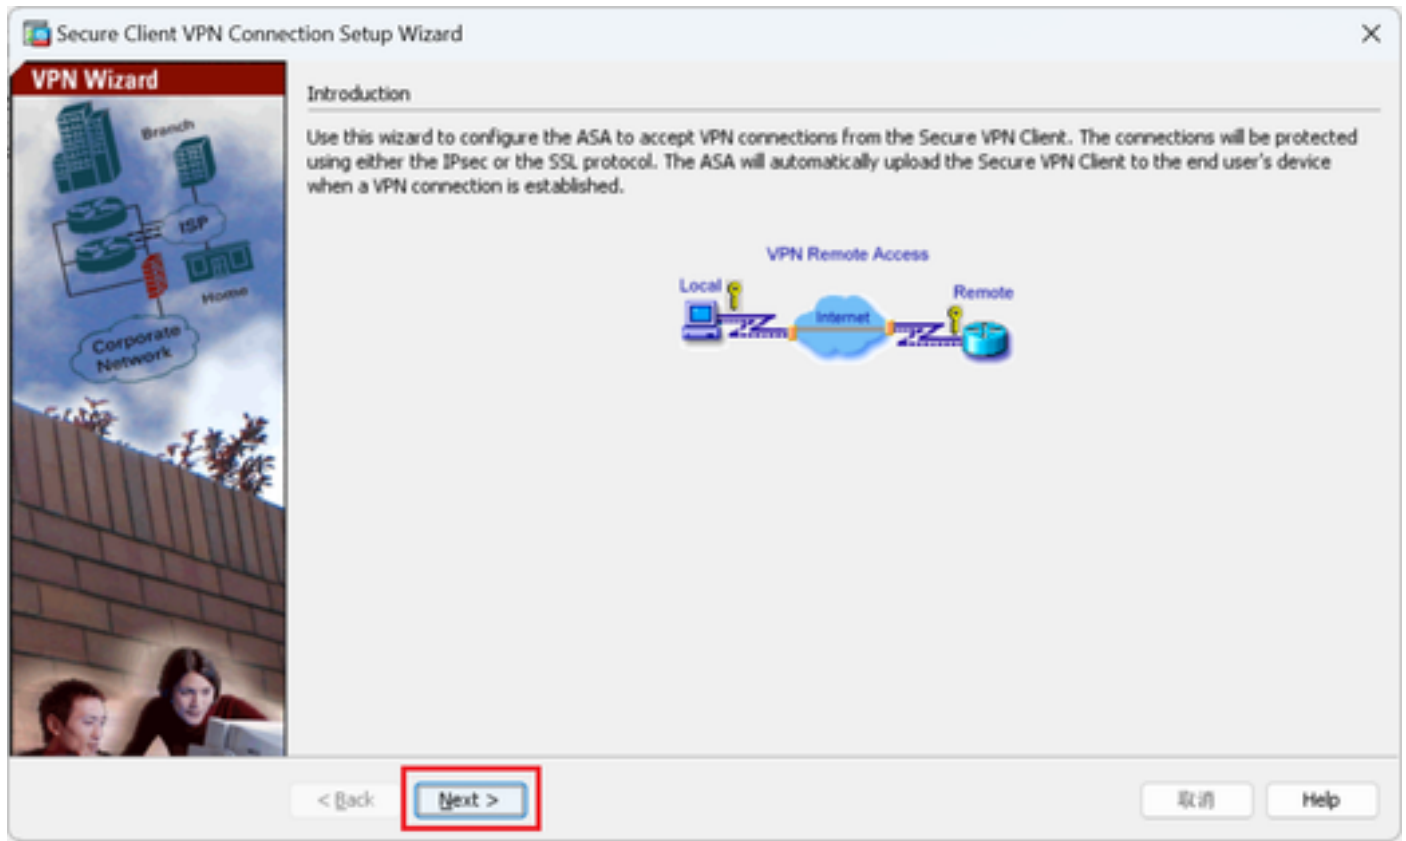 Secure Client VPN Connection Setup Wizard
VPN Wizard
Branch
ISP
Home
Corporate
Network
Introduction
Use this wizard to configure the ASA to accept VPN connections from the Secure VPN Client. The connections will be protected
using either the IPsec or the SSL protocol. The ASA will automatically upload the Secure VPN Client to the end user's device
when a VPN connection is established.
VPN Remote Access
Local
Internet
Remote
< Back
Next >
取消
Help